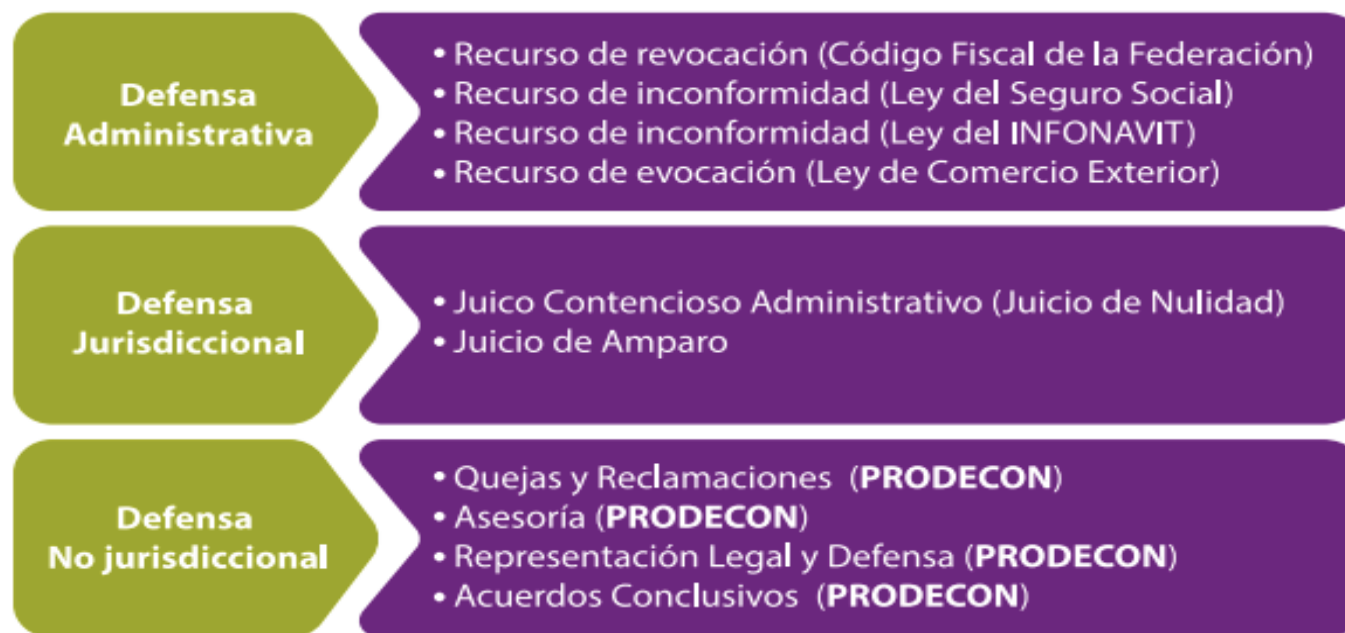 Defensa
Administrativa
• Recurso de revocación (Código Fiscal de la Federación)
• Recurso de inconformidad (Ley del Seguro Social)
• Recurso de inconformidad (Ley del INFONAVIT)
• Recurso de evocación (Ley de Comercio Exterior)
Defensa
Jurisdiccional
• Juico Contencioso Administrativo (Juicio de Nulidad)
• Juicio de Amparo
Defensa
No jurisdiccional
• Quejas y Reclamaciones (PRODECON)
• Asesoría (PRODECON)
• Representación Legal y Defensa (PRODECON)
• Acuerdos Conclusivos (PRODECON)